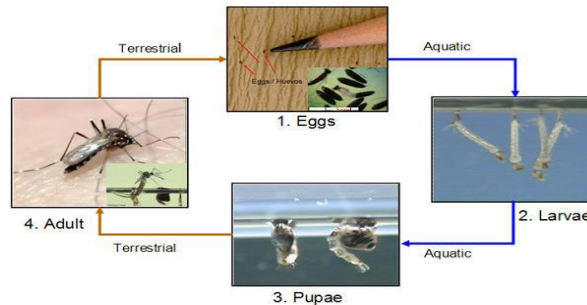 Terrestrial
Aquatic
Eggs / Huevos
1. Eggs
2. Larvae
4. Adult
Terrestrial
Aquatic
3. Pupae